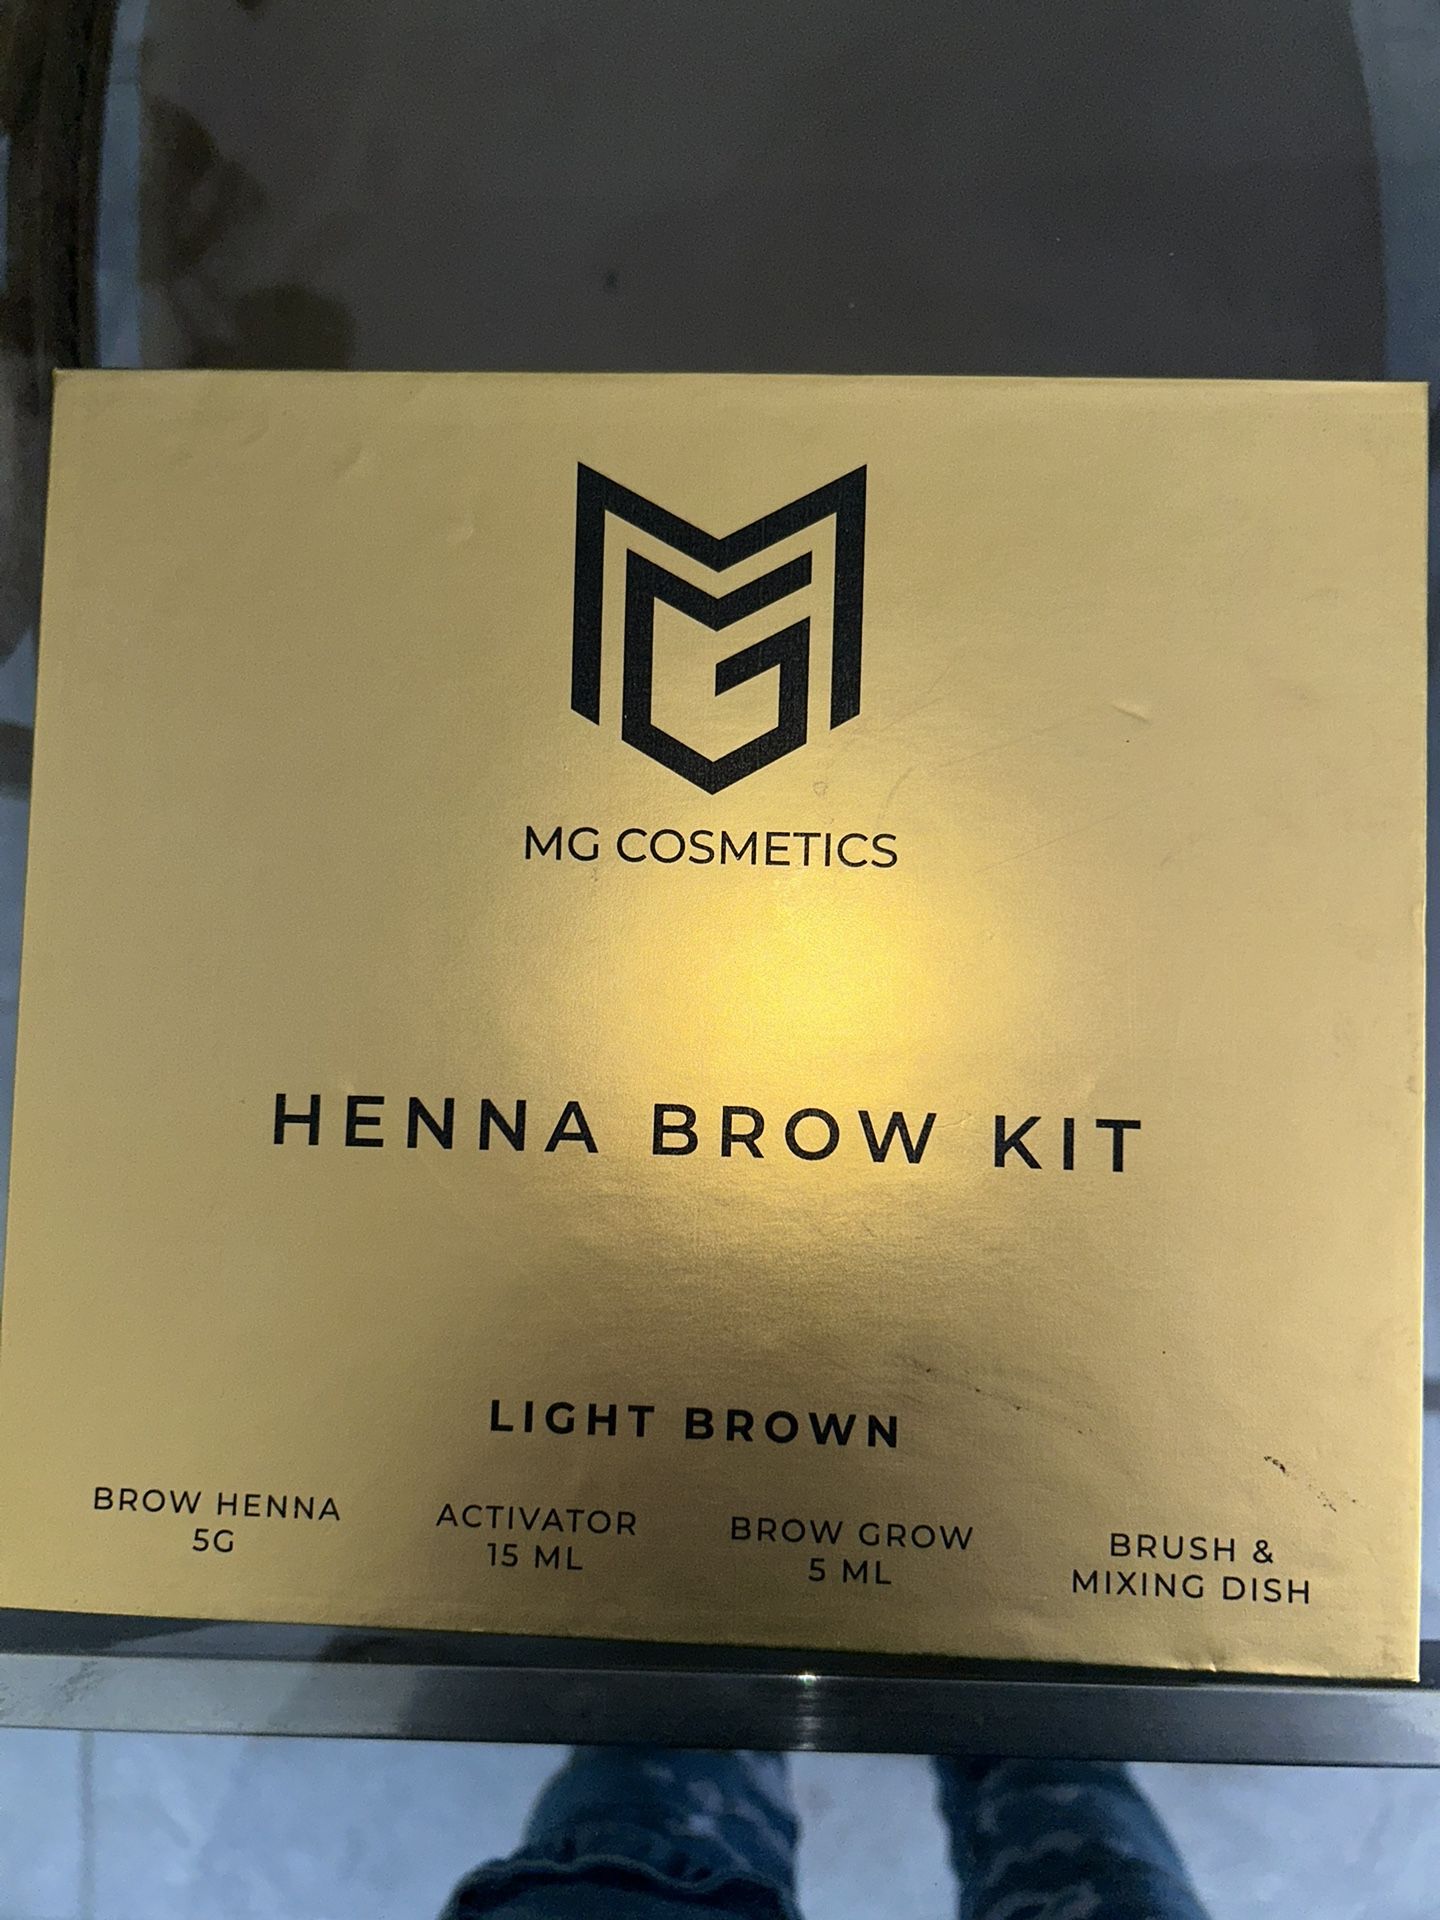 MG
MG COSMETICS
HENNA BROW KIT
LIGHT BROWN
BROW HENNA
5G
ACTIVATOR
15 ML
BROW GROW
5 ML
BRUSH &
MIXING DISH